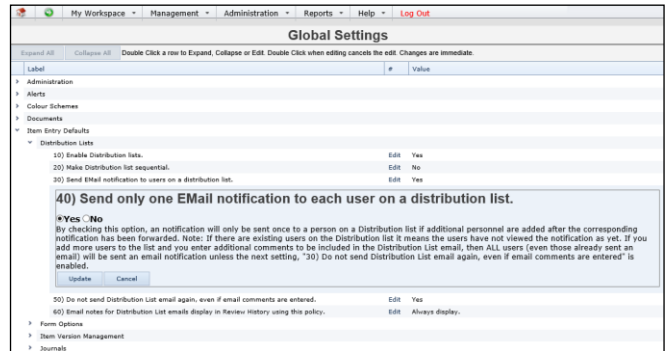 My Workspace Management Administration Reports Help Log Out
Global Settings
Expand All Collapse All Double Click a row to Expand, Collapse or Edit. Double Click when editing cancels the edit. Changes are immediate.
Label # Value
Administration
Alerts
Colour Schemes
Documents
Item Entry Defaults
Distribution Lists
10) Enable Distribution lists. Edit Yes
20) Make Distribution list sequential. Edit No
30) Send EMail notification to users on a distribution list. Edit Yes
40) Send only one EMail notification to each user on a distribution list.
Yes No
By checking this option, an notification will only be sent once to a person on a Distribution list if additional personnel are added after the corresponding
notification has been forwarded. Note: If there are existing users on the Distribution list it means the users have not viewed the notification as yet. If you
add more users to the list and you enter additional comments to be included in the Distribution List email, then ALL users (even those already sent an
email) will be sent an email notification unless the next setting, "30) Do not send Distribution List email again, even if email comments are entered" is
enabled.
Update Cancel
50) Do not send Distribution List email again, even if email comments are entered. Edit Yes
60) Email notes for Distribution List emails display in Review History using this policy. Edit Always display.
Form Options
Item Version Management
Journals